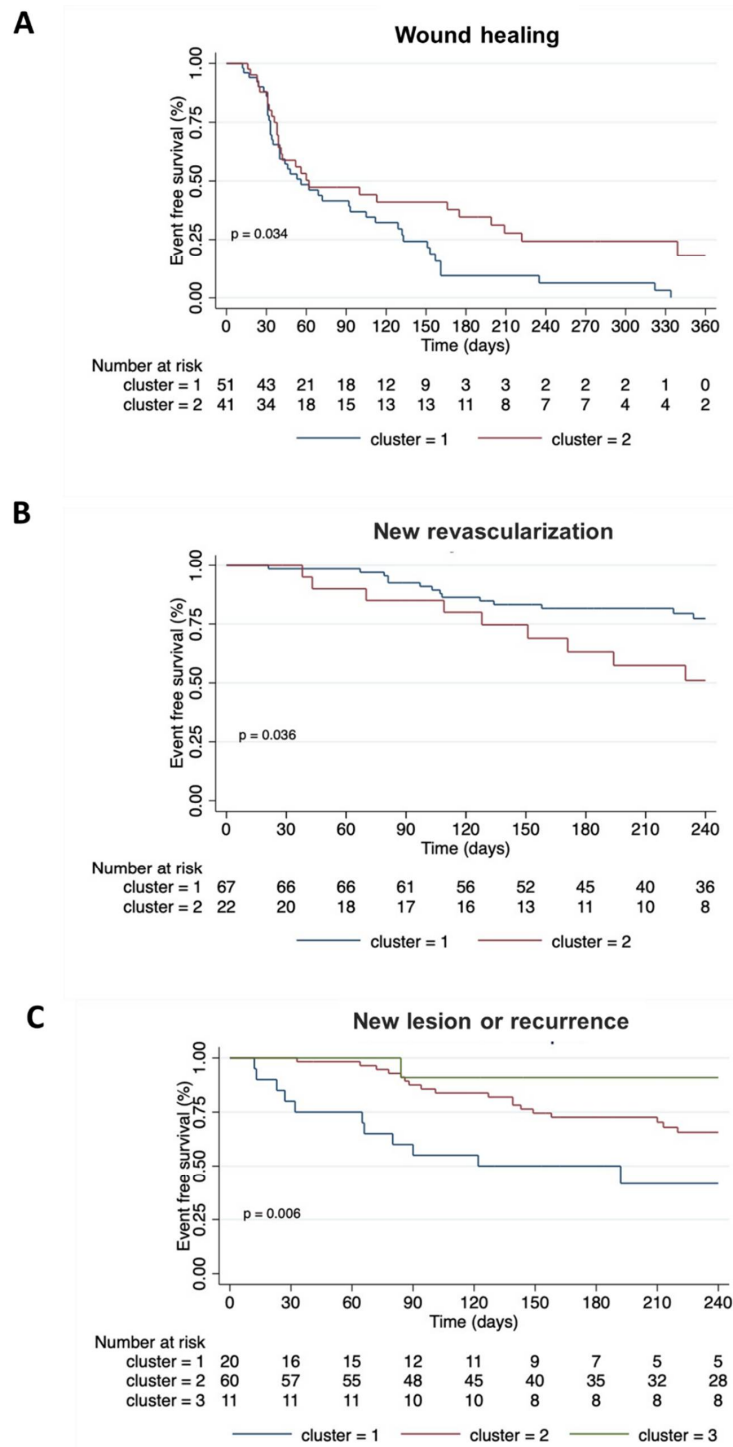 A
Wound healing
Event free survival (%)
1.00
0.75
0.50
0.25
0.00
p = 0.034
0 30 60 90 120 150 180 210 240 270 300 330 360
Time (days)
Number at risk
cluster = 1 51 43 21 18 12 9 3 3 2 2 2 1 0
cluster = 2 41 34 18 15 13 13 11 8 7 7 4 4 2
cluster = 1 cluster = 2
B
New revascularization
Event free survival (%)
1.00
0.75
0.50
0.25
0.00
p = 0.036
0 30 60 90 120 150 180 210 240
Time (days)
Number at risk
cluster = 1 67 66 66 61 56 52 45 40 36
cluster = 2 22 20 18 17 16 13 11 10 8
cluster = 1 cluster = 2
C
New lesion or recurrence
Event free survival (%)
1.00
0.75
0.50
0.25
0.00
p = 0.006
0 30 60 90 120 150 180 210 240
Time (days)
Number at risk
cluster = 1 20 16 15 12 11 9 7 5 5
cluster = 2 60 57 55 48 45 40 35 32 28
cluster = 3 11 11 11 10 10 8 8 8 8
cluster = 1 cluster = 2 cluster = 3